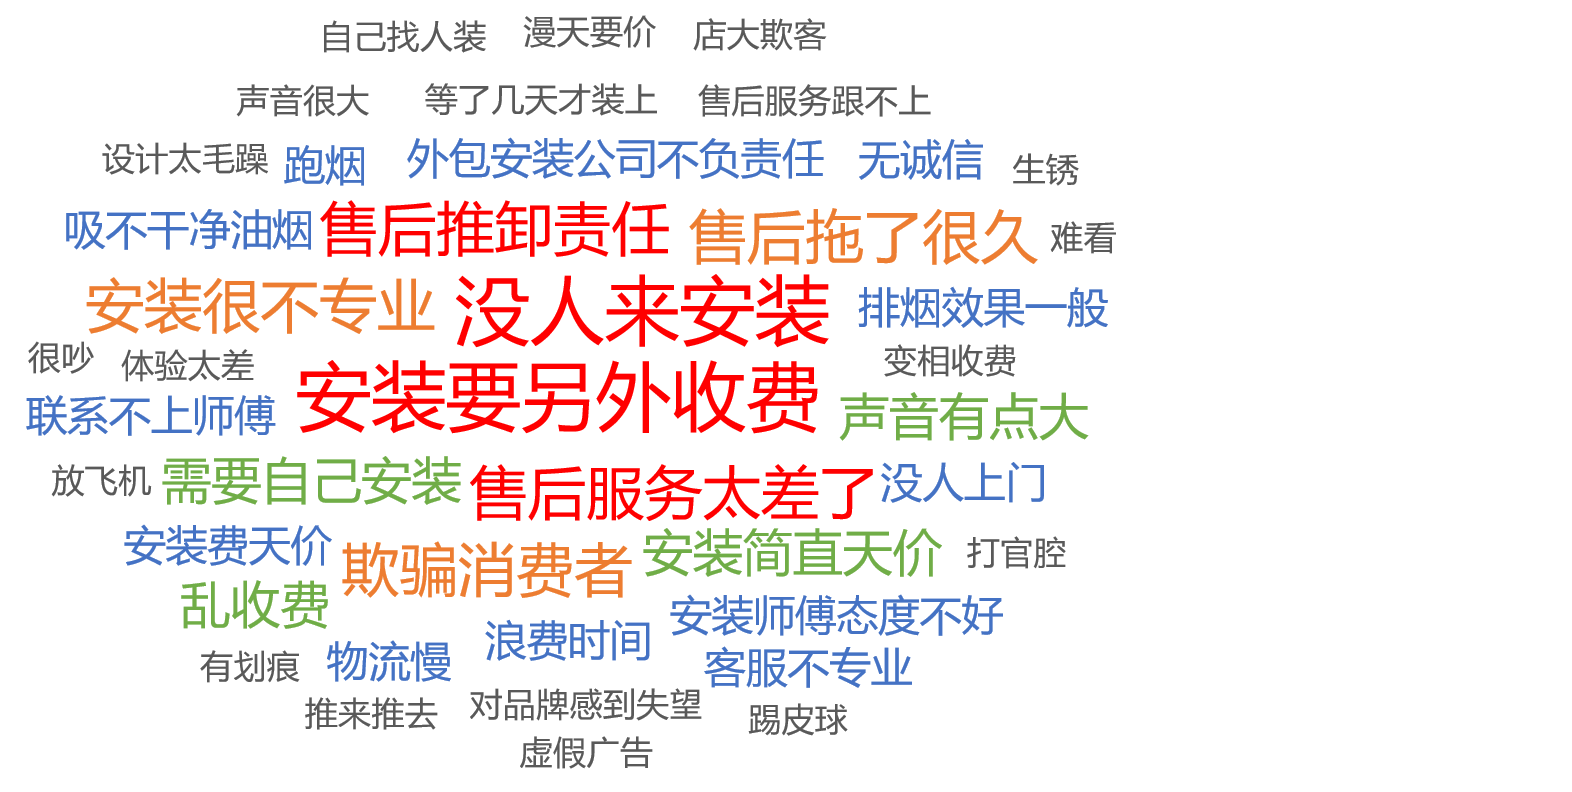 自己找人装 漫天要价 店大欺客
声音很大 等了几天才装上 售后服务跟不上
设计太毛躁 跑烟 外包安装公司不负责任 无诚信 生锈
吸不干净油烟 售后推卸责任 售后拖了很久 难看
安装很不专业 没人来安装 排烟效果一般
很吵 体验太差 变相收费
联系不上师傅 安装要另外收费 声音有点大
放飞机 需要自己安装 售后服务太差了 没人上门
安装费天价 欺骗消费者 安装简直天价 打官腔
乱收费 安装师傅态度不好
有划痕 物流慢 浪费时间 客服不专业
推来推去 对品牌感到失望 踢皮球
虚假广告